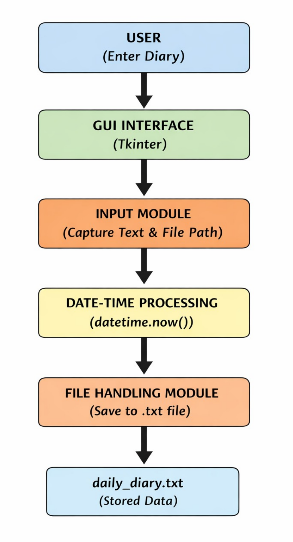 USER
(Enter Diary)
GUI INTERFACE
(Tkinter)
INPUT MODULE
(Capture Text & File Path)
DATE-TIME PROCESSING
(datetime.now())
FILE HANDLING MODULE
(Save to .txt file)
daily_diary.txt
(Stored Data)